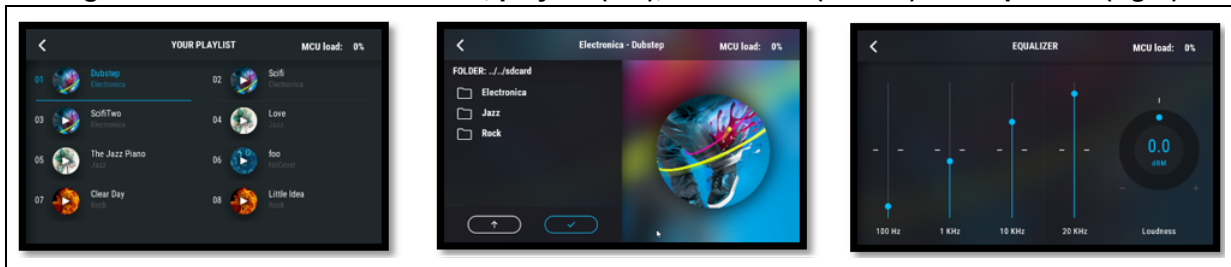 YOUR PLAYLIST MCU load: 0%
01 Dubstep
Electronica
02 Scifi
Electronica
03 ScifiTwo
Electronica
04 Love
Jazz
05 The Jazz Piano
Jazz
06 foo
NoCover
07 Clear Day
Rock
08 Little Idea
Rock
Electronica - Dubstep MCU load: 0%
FOLDER: ../../sdcard
Electronica
Jazz
Rock
EQUALIZER MCU load: 0%
0.0
dBM
100 Hz 1 KHz 10 KHz 20 KHz Loudness